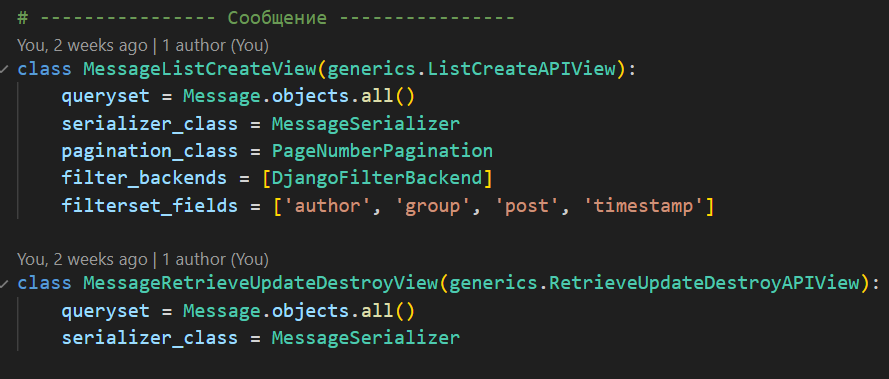 # ---------------- Сообщение ----------------
You, 2 weeks ago | 1 author (You)
class MessageListCreateView(generics.ListCreateAPIView):
    queryset = Message.objects.all()
    serializer_class = MessageSerializer
    pagination_class = PageNumberPagination
    filter_backends = [DjangoFilterBackend]
    filterset_fields = ['author', 'group', 'post', 'timestamp']
You, 2 weeks ago | 1 author (You)
class MessageRetrieveUpdateDestroyView(generics.RetrieveUpdateDestroyAPIView):
    queryset = Message.objects.all()
    serializer_class = MessageSerializer